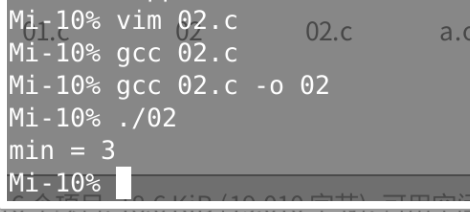 01.c 02 02.c a.c
Mi-10% vim 02.c
Mi-10% gcc 02.c
Mi-10% gcc 02.c -o 02
Mi-10% ./02
min = 3
Mi-10%